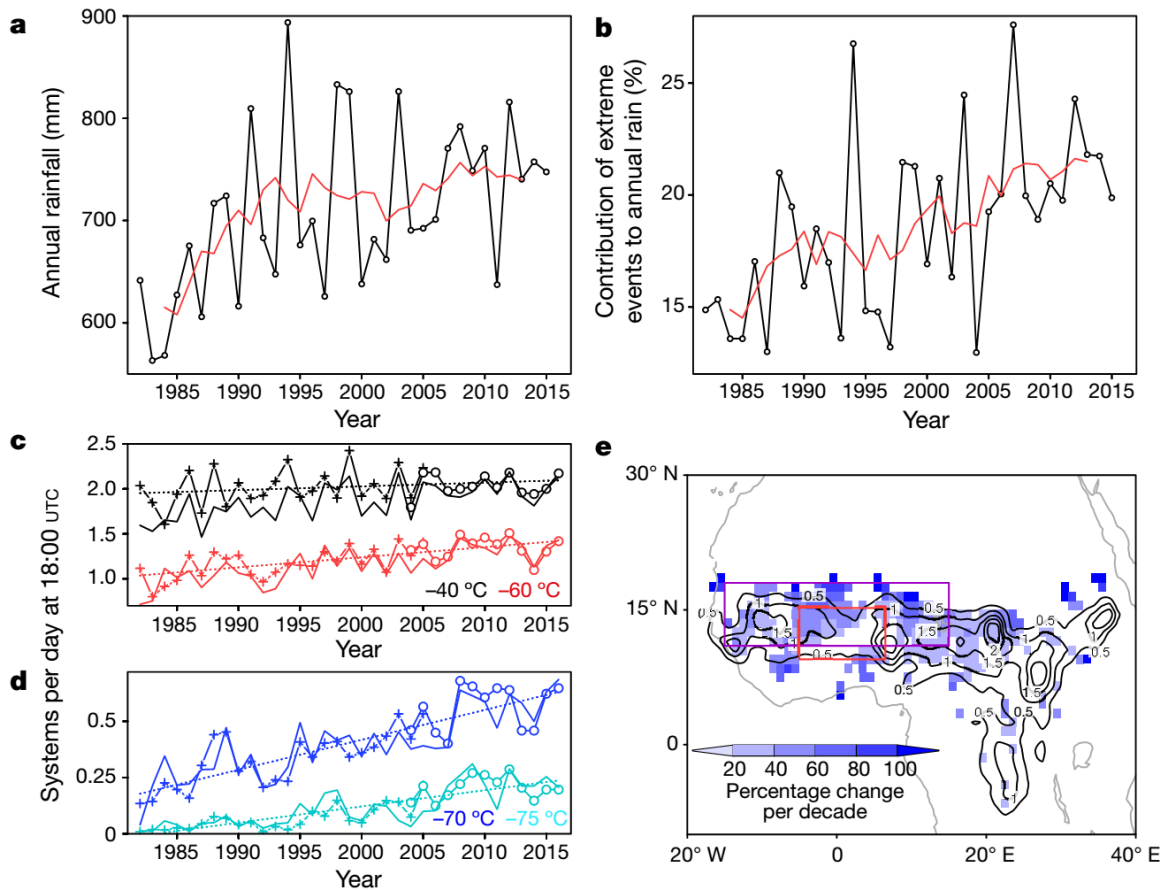 a
Annual rainfall (mm)
900
800
700
600
1985 1990 1995 2000 2005 2010 2015
Year
b
Contribution of extreme
events to annual rain (%)
25
20
15
1985 1990 1995 2000 2005 2010 2015
Year
Systems per day at 18:00 UTC
c
2.5
2.0
1.5
1.0
–40 °C –60 °C
1985 1990 1995 2000 2005 2010 2015
d
0.5
0.25
0
–70 °C –75 °C
1985 1990 1995 2000 2005 2010 2015
Year
e
30° N
15° N
0
0.5
1
0.5
1.5
1
0.5
1
0.5
1.5
1
0.5
2
1.5
1
0.5
1
0.5
1.5
0.5
0.5
0.5
1
20 40 60 80 100
Percentage change
per decade
20° W 0 20° E 40° E